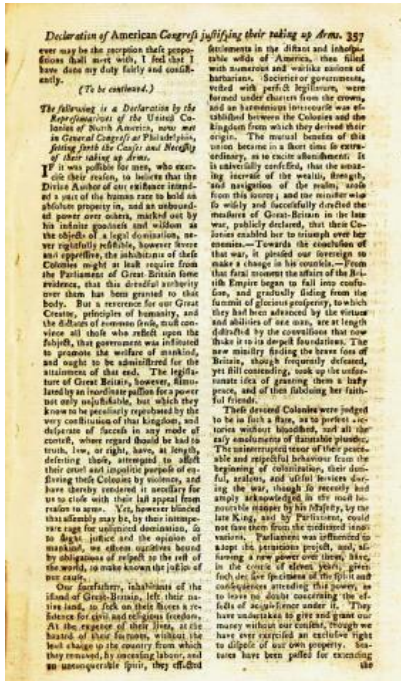 Declaration of American Congress justifying their taking up Arms. 357
ever may be the reception these propo-
sitions shall meet with, I feel that I
have done my duty fairly and consist-
ently.
(To be continued.)
The following is a Declaration by the
Representatives of the United Co-
lonies of North America, now met
in General Congress at Philadelphia,
setting forth the Causes and Necessity
of their taking up Arms.
IF it was possible for men, who exer-
cise their reason, to believe that the
Divine Author of our existence intend-
ed a part of the human race to hold an
absolute property in, and an unbound-
ed power over others, marked out by
his infinite goodness and wisdom as
the objects of a legal domination, ne-
ver rightfully resistible, however severe
and oppressive, the inhabitants of these
Colonies might at least require from
the Parliament of Great Britain some
evidence, that this dreadful authority
over them has been granted to that
body. But a reverence for our Great
Creator, principles of humanity, and
the dictates of common sense, must con-
vince all those who reflect upon the
subject, that government was instituted
to promote the welfare of mankind,
and ought to be administered for the
attainment of that end. The legisla-
ture of Great Britain, however, stimu-
lated by an inordinate passion for a power
not only unjustifiable, but which they
know to be peculiarly reprobated by the
very constitution of that kingdom, and
desperate of success in any mode of
contest, where regard should be had to
truth, law, or right, have, at length,
deserting those, attempted to effect
their cruel and impolitic purpose of en-
slaving these Colonies by violence, and
have thereby rendered it necessary for
us to close with their last appeal from
reason to arms. Yet, however blinded
that assembly may be, by their intempe-
rate rage for unlimited domination, so
to slight justice and the opinion of
mankind, we esteem ourselves bound
by obligations of respect to the rest of
the world, to make known the justice of
our cause.
Our forefathers, inhabitants of the
island of Great-Britain, left their na-
tive land, to seek on these shores a re-
sidence for civil and religious freedom.
At the expence of their lives, at the
hazard of their fortunes, without the
least charge to the country from which
they removed, by unceasing labour, and
an unconquerable spirit, they effected
settlements in the distant and inhospi-
table wilds of America, then filled
with numerous and warlike nations of
barbarians. Societies or governments,
vested with perfect legislature, were
formed under charters from the crown,
and an harmonious intercourse was es-
tablished between the Colonies and the
kingdom from which they derived their
origin. The mutual benefits of this
union became in a short time so extra-
ordinary, as to excite astonishment. It
is universally confessed, that the amaz-
ing increase of the wealth, strength,
and navigation of the realm, arose
from this source; and the minister who
so wisely and successfully directed the
measures of Great-Britain in the late
war, publicly declared, that these Co-
lonies enabled her to triumph over her
enemies.—Towards the conclusion of
that war, it pleased our sovereign to
make a change in his counsels.—From
that fatal moment the affairs of the Bri-
tish Empire began to fall into confu-
sion, and gradually sliding from the
summit of glorious prosperity, to which
they had been advanced by the virtues
and abilities of one man, are at length
distracted by the convulsions that now
shake it to its deepest foundations. The
new ministry finding the brave foes of
Britain, though frequently defeated,
yet still contending, took up the unfor-
tunate idea of granting them a hasty
peace, and of then subduing her faith-
ful friends.
These devoted Colonies were judged
to be in such a state, as to present vic-
tories without bloodshed, and all the
easy emoluments of statutable plunder.
The uninterrupted tenor of their peace-
able and respectful behaviour from the
beginning of colonization, their duti-
ful, zealous, and useful services dur-
ing the war, though so recently and
amply acknowledged in the most ho-
nourable manner by his Majesty, by the
late King, and by Parliament, could
not save them from the meditated inno-
vations. Parliament was influenced to
adopt the pernicious project, and, as-
suming a new power over them, have,
in the course of eleven years, given
such decisive specimens of the spirit and
consequences attending this power, as
to leave no doubt concerning the ef-
fects of acquiescence under it. They
have undertaken to give and grant our
money without our consent, though we
have ever exercised an exclusive right
to dispose of our own property. Sta-
tutes have been passed for extending
the